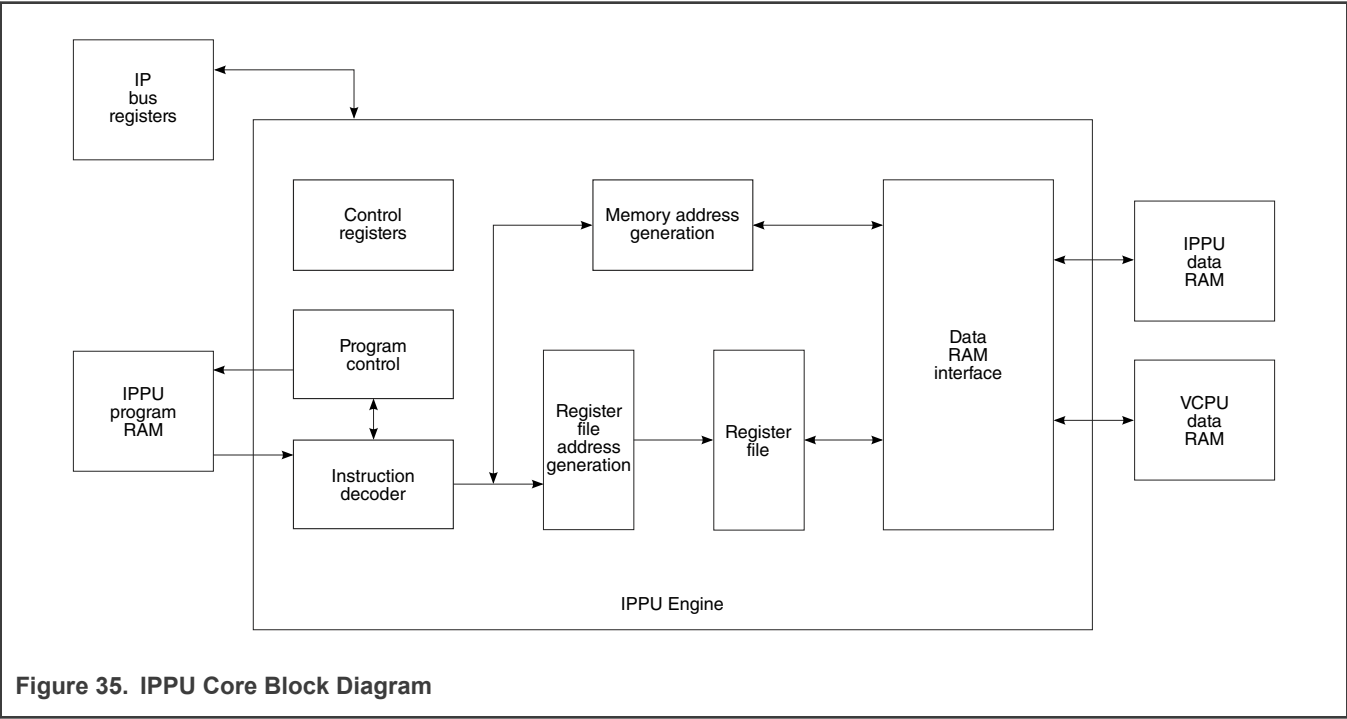 IP
bus
registers
Control
registers
Memory address
generation
IPPU
data
RAM
Program
control
Data
RAM
interface
IPPU
program
RAM
Register
file
address
generation
Register
file
VCPU
data
RAM
Instruction
decoder
IPPU Engine
Figure 35. IPPU Core Block Diagram